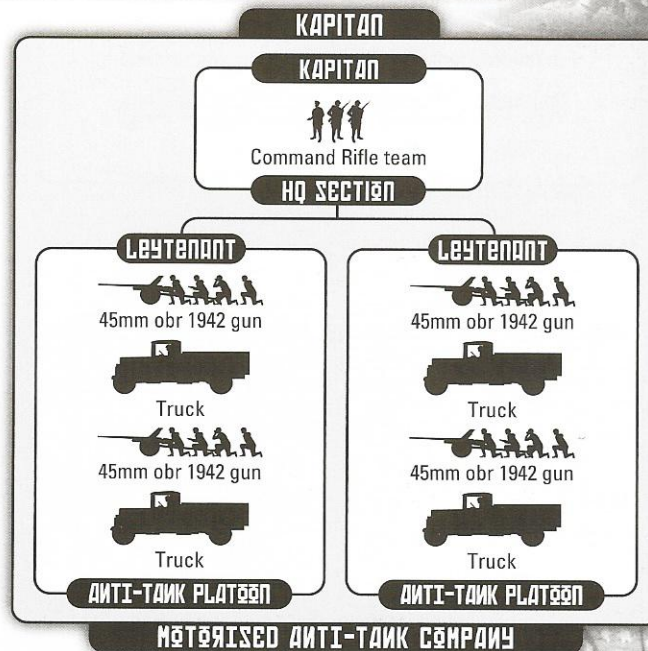 KAPITAN
KAPITAN
Command Rifle team
HQ SECTION
LEYTENANT
45mm obr 1942 gun
Truck
45mm obr 1942 gun
Truck
ANTI-TANK PLATOON
LEYTENANT
45mm obr 1942 gun
Truck
45mm obr 1942 gun
Truck
ANTI-TANK PLATOON
MOTORISED ANTI-TANK COMPANY